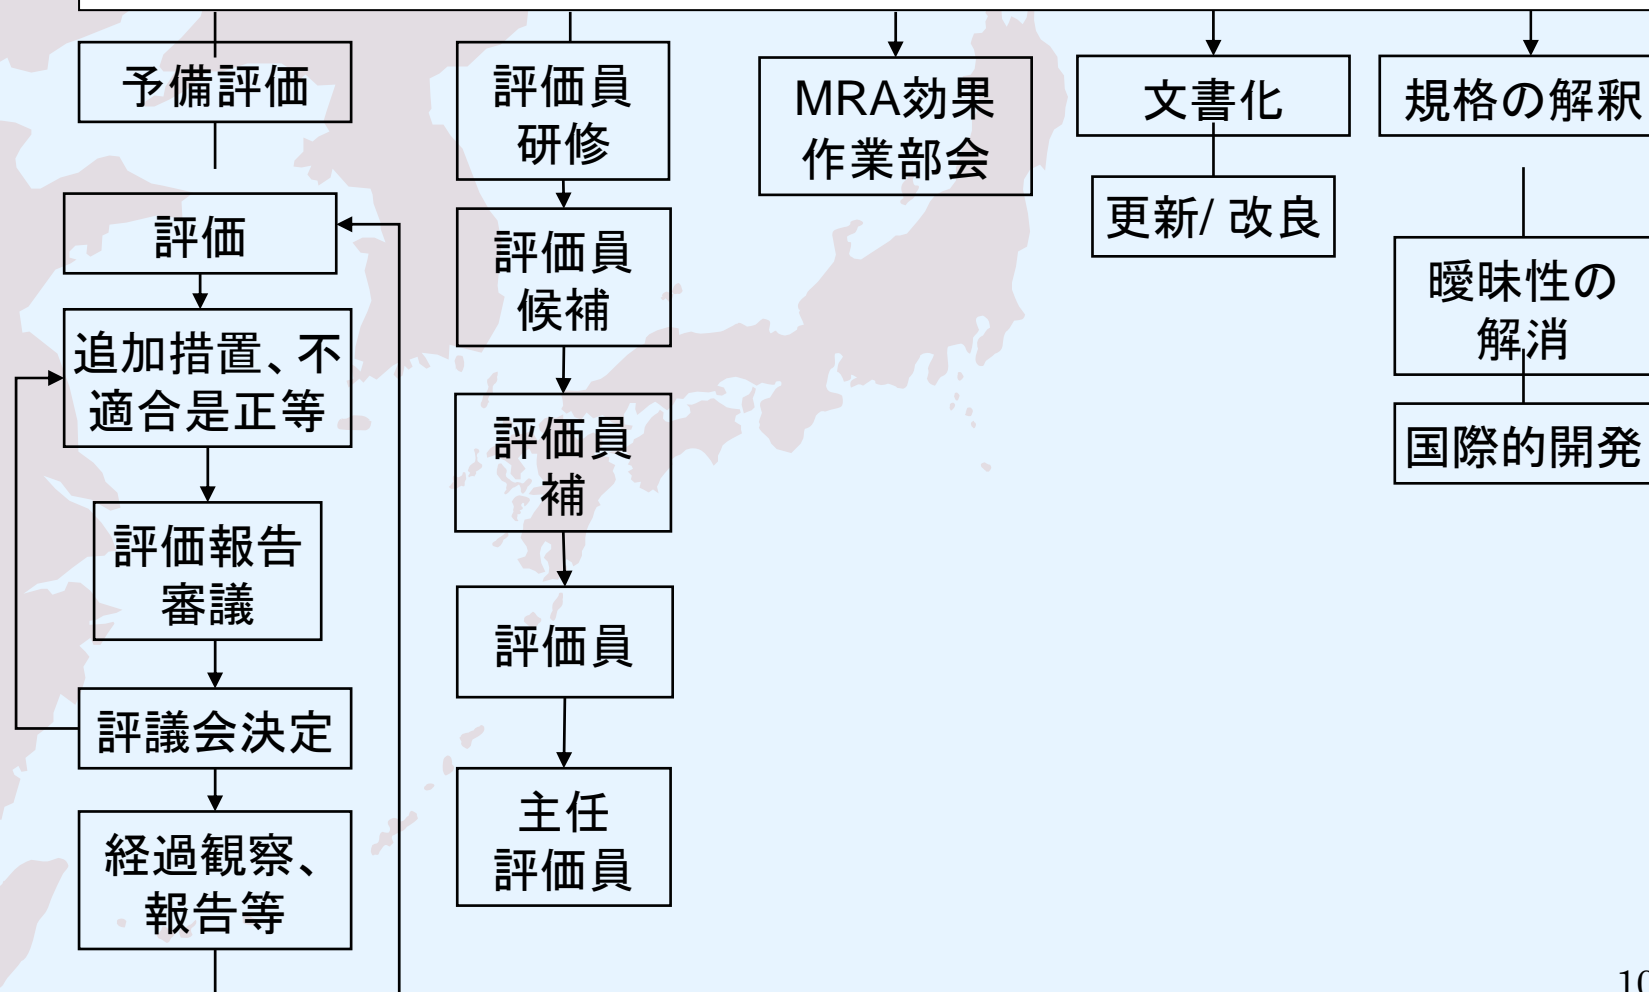 予備評価
評価
追加措置、不
適合是正等
評価報告
審議
評議会決定
経過観察、
報告等
評価員
研修
評価員
候補
評価員
補
評価員
主任
評価員
MRA効果
作業部会
文書化
更新/ 改良
規格の解釈
曖昧性の
解消
国際的開発
10